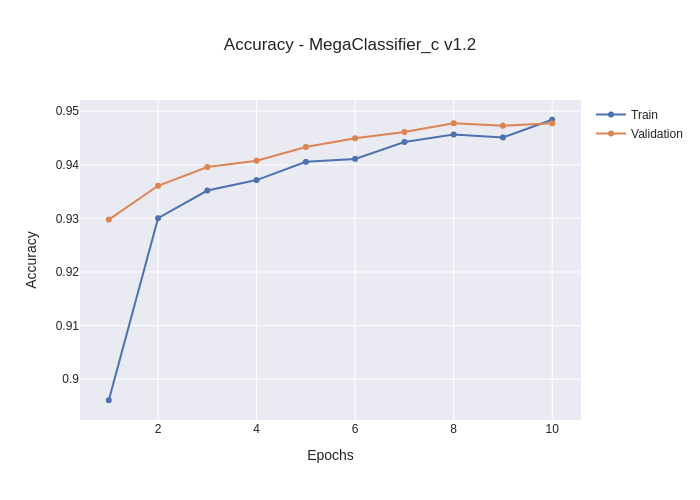 Accuracy - MegaClassifier_c v1.2
0.95
0.94
0.93
0.92
0.91
0.9
Accuracy
2 4 6 8 10
Epochs
Train
Validation